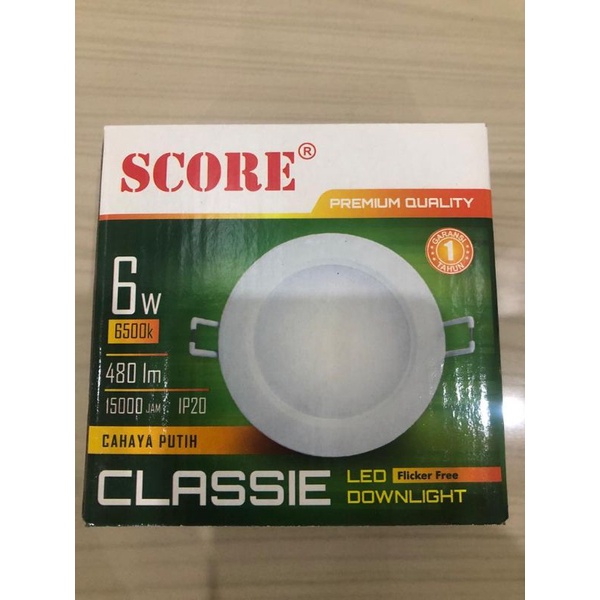 SCORE®
PREMIUM QUALITY
GARANSI
1
TAHUN
6W
6500k
480 lm
15000 JAM IP20
CAHAYA PUTIH
CLASSIE
LED Flicker Free
DOWNLIGHT